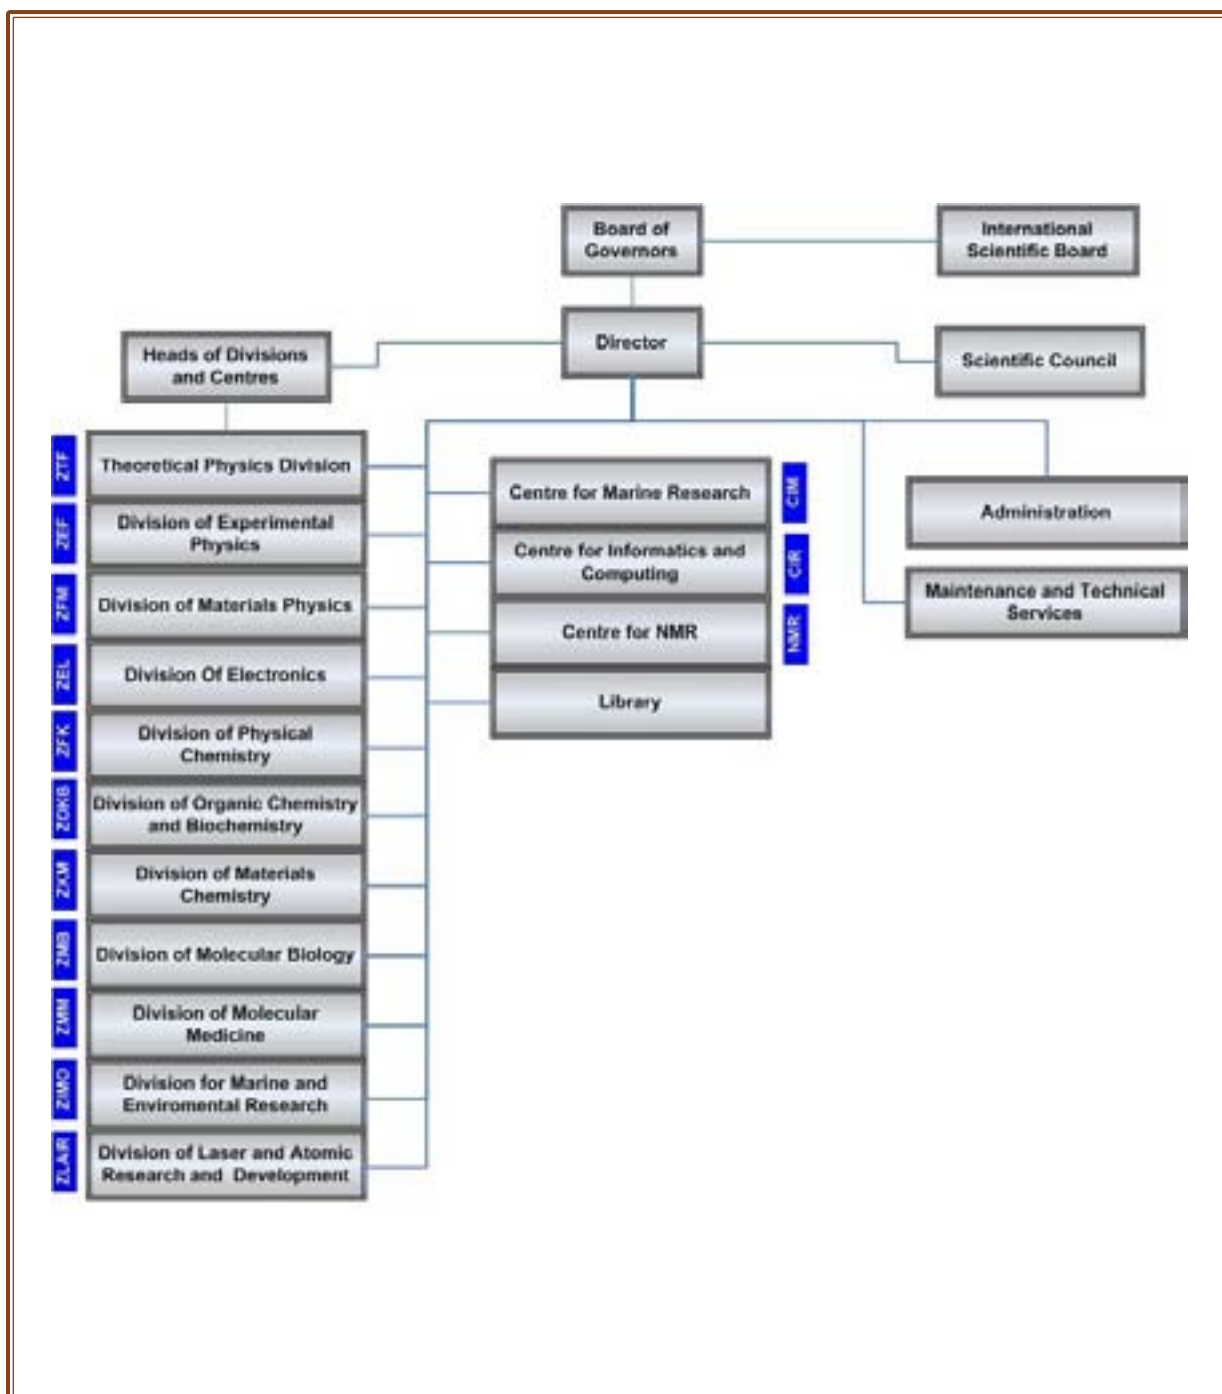 Board of
Governors
International
Scientific Board
Director
Heads of Divisions
and Centres
Scientific Council
ZTF
Theoretical Physics Division
ZEF
Division of Experimental
Physics
ZFM
Division of Materials Physics
ZEL
Division Of Electronics
ZFK
Division of Physical
Chemistry
ZOKB
Division of Organic Chemistry
and Biochemistry
ZKM
Division of Materials
Chemistry
ZMB
Division of Molecular Biology
ZMM
Division of Molecular
Medicine
ZIMO
Division for Marine and
Enviromental Research
ZLAIR
Division of Laser and Atomic
Research and Development
Centre for Marine Research
CIM
Centre for Informatics and
Computing
CIR
Centre for NMR
NMR
Library
Administration
Maintenance and Technical
Services